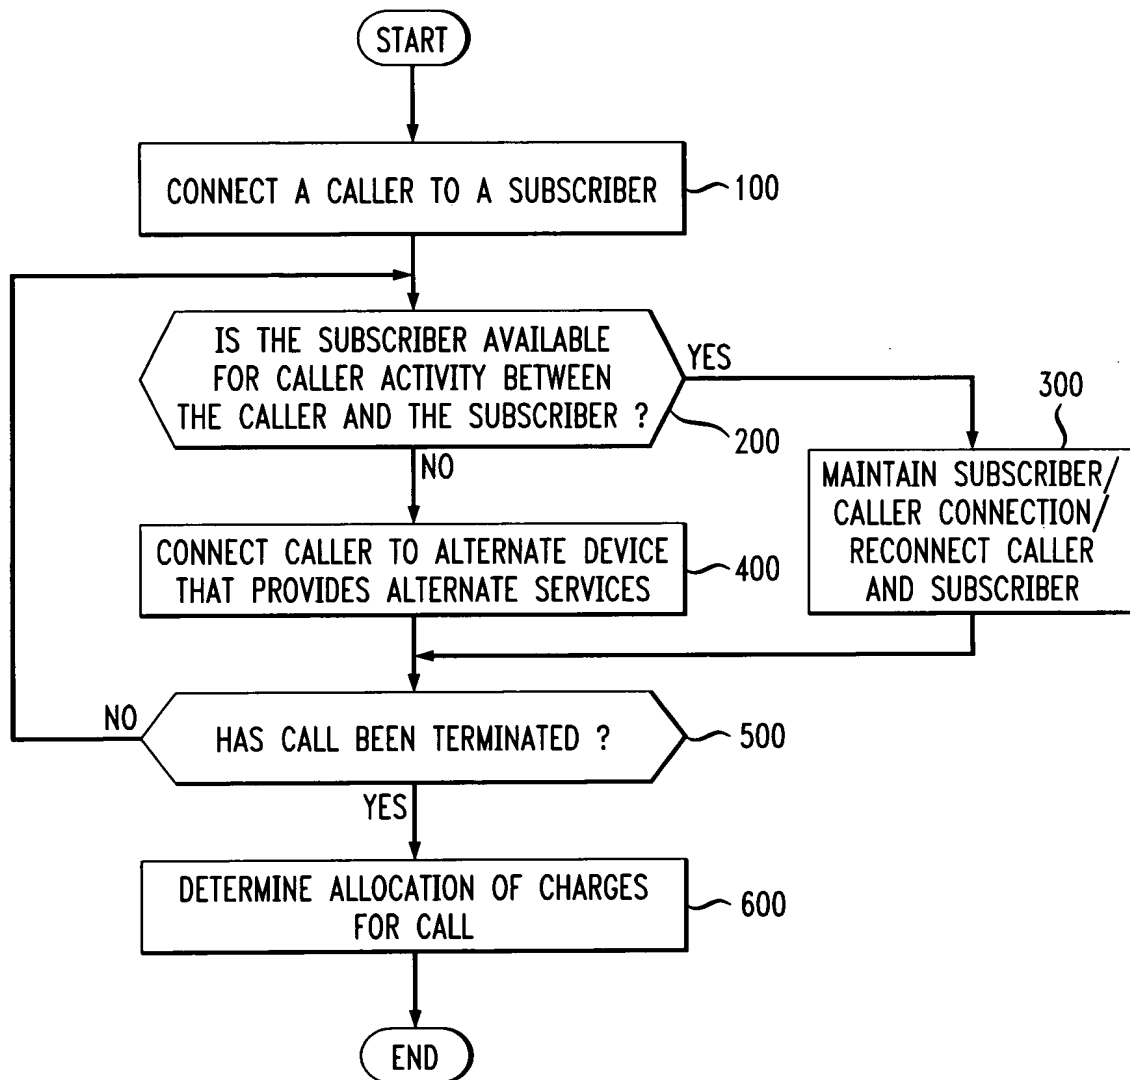 START
CONNECT A CALLER TO A SUBSCRIBER
100
IS THE SUBSCRIBER AVAILABLE
FOR CALLER ACTIVITY BETWEEN
THE CALLER AND THE SUBSCRIBER ?
200
YES
NO
300
MAINTAIN SUBSCRIBER/
CALLER CONNECTION/
RECONNECT CALLER
AND SUBSCRIBER
CONNECT CALLER TO ALTERNATE DEVICE
THAT PROVIDES ALTERNATE SERVICES
400
NO
HAS CALL BEEN TERMINATED ?
500
YES
DETERMINE ALLOCATION OF CHARGES
FOR CALL
600
END